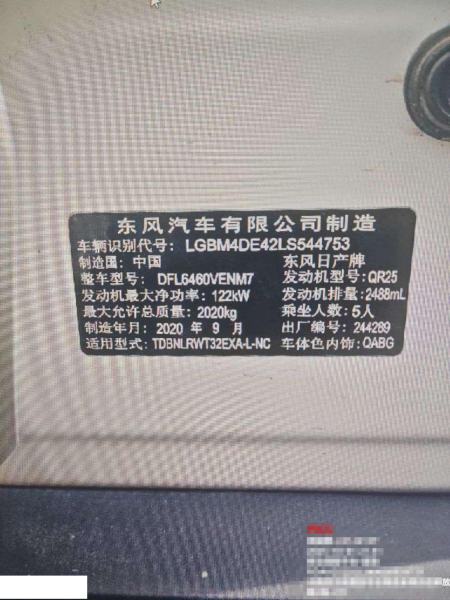 东风汽车有限公司制造
车辆识别代号：LGBM4DE42LS544753
制造国：中国 东风日产牌
整车型号：DFL6460VENM7 发动机型号：QR25
发动机最大净功率：122kW 发动机排量：2488mL
最大允许总质量：2020kg 乘坐人数：5人
制造年月：2020 年 9 月 出厂编号：244289
适用型式：TDBNLRWT32EXA-L-NC 车体色内饰：QABG
放